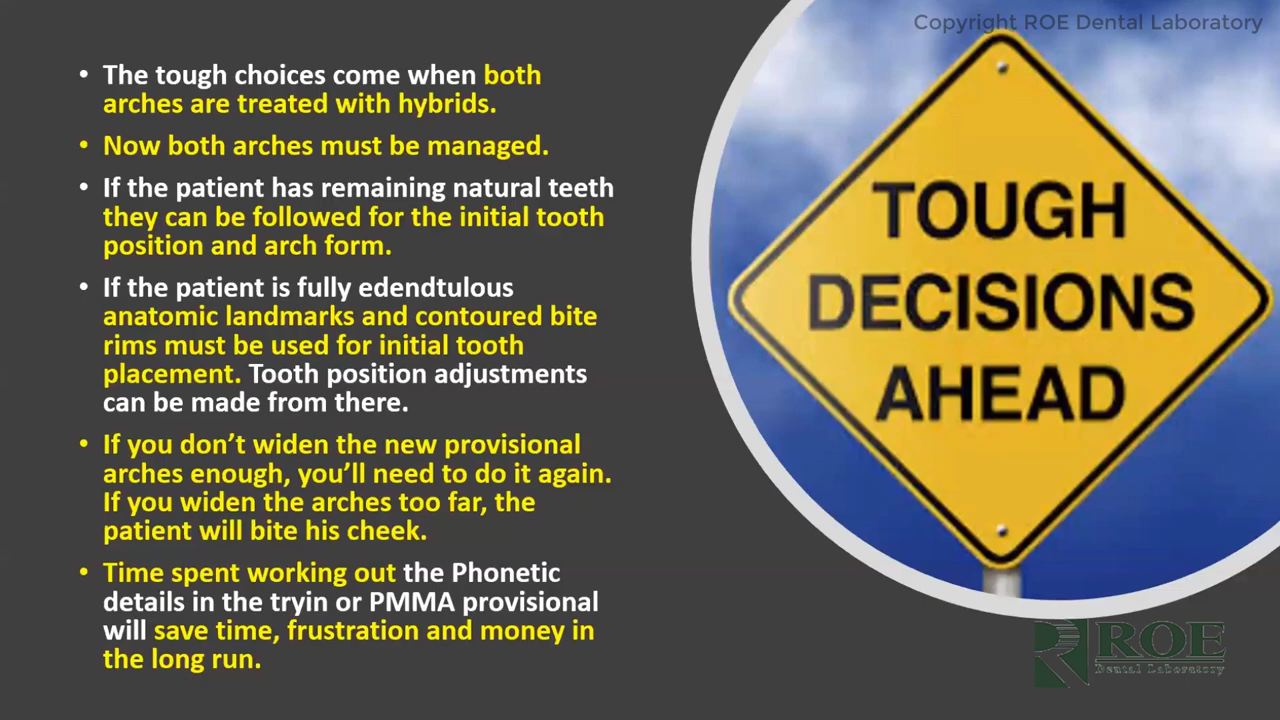 Copyright ROE Dental Laboratory
• The tough choices come when both
arches are treated with hybrids.
• Now both arches must be managed.
• If the patient has remaining natural teeth
they can be followed for the initial tooth
position and arch form.
• If the patient is fully edendtulous
anatomic landmarks and contoured bite
rims must be used for initial tooth
placement. Tooth position adjustments
can be made from there.
• If you don’t widen the new provisional
arches enough, you’ll need to do it again.
If you widen the arches too far, the
patient will bite his cheek.
• Time spent working out the Phonetic
details in the tryin or PMMA provisional
will save time, frustration and money in
the long run.
TOUGH
DECISIONS
AHEAD
ROE
Dental Laboratory